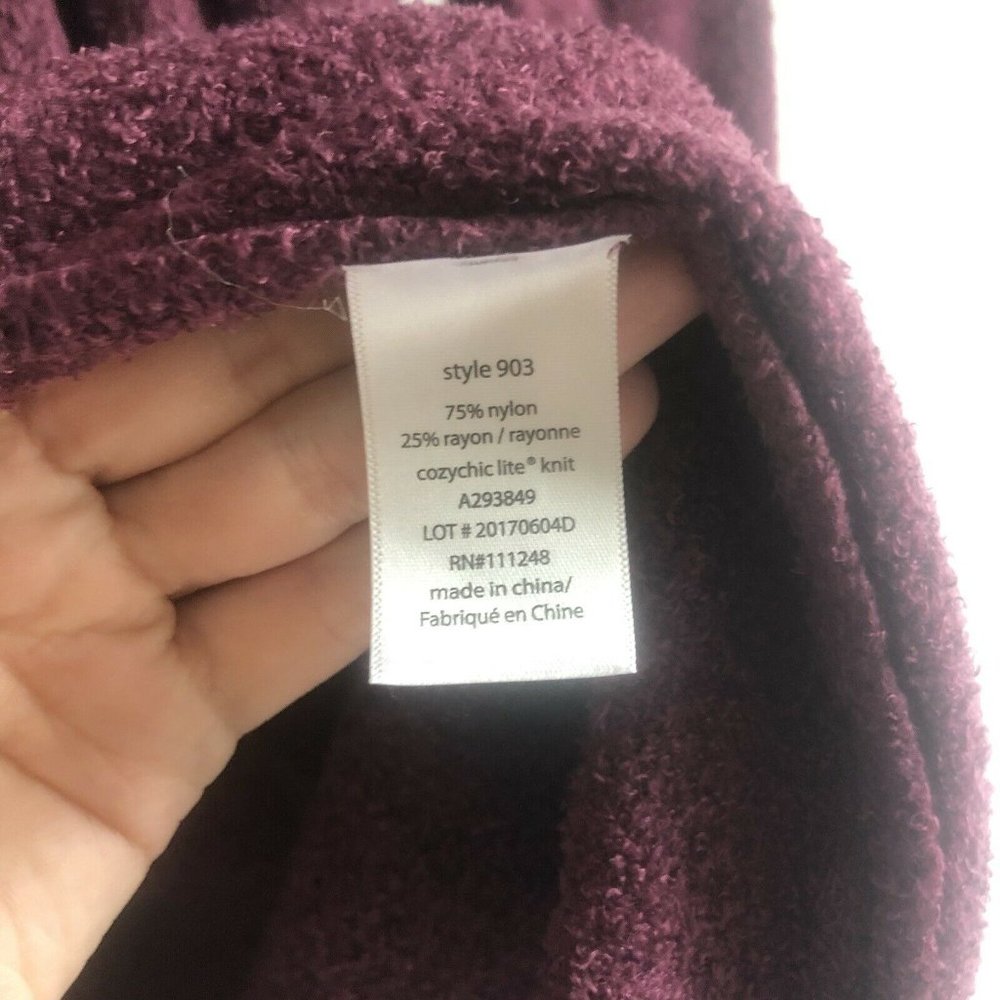 style 903
75% nylon
25% rayon / rayonne
cozychic lite® knit
A293849
LOT # 20170604D
RN#111248
made in china/
Fabriqué en Chine